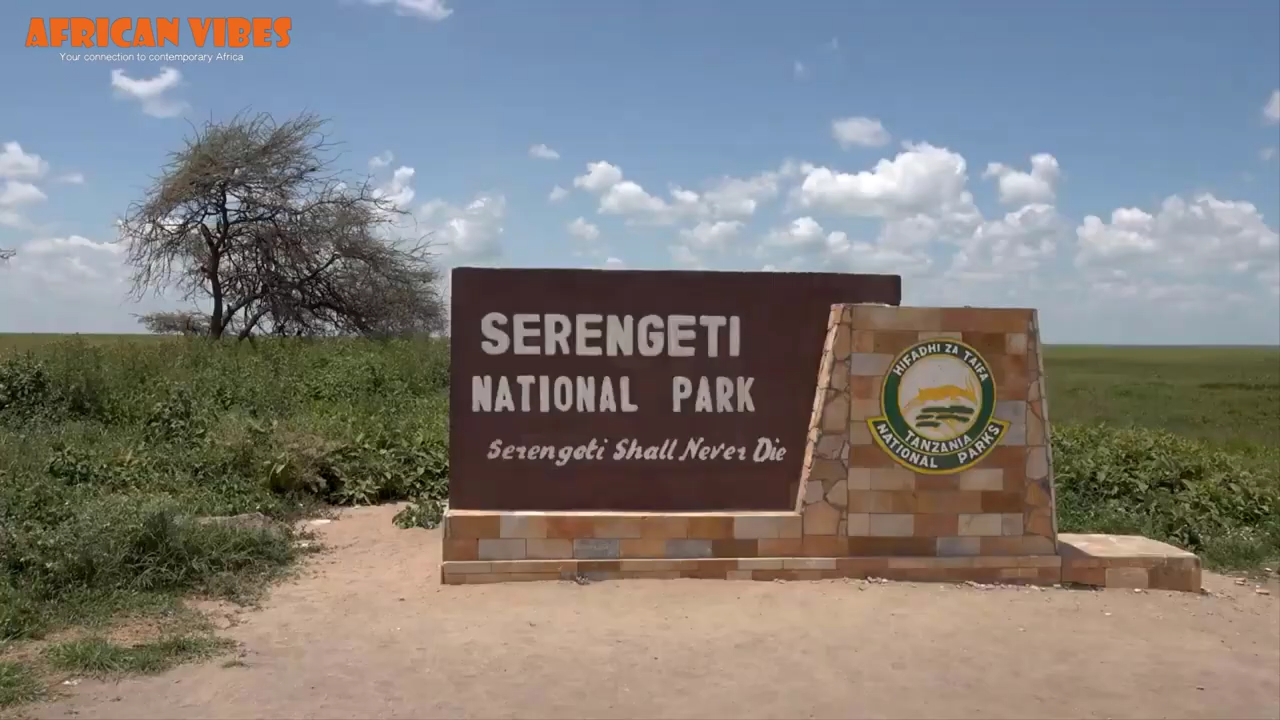 AFRICAN VIBES
Your connection to contemporary Africa
SERENGETI
NATIONAL PARK
Serengeti Shall Never Die
HIFADHI ZA TAIFA
TANZANIA
NATIONAL PARKS